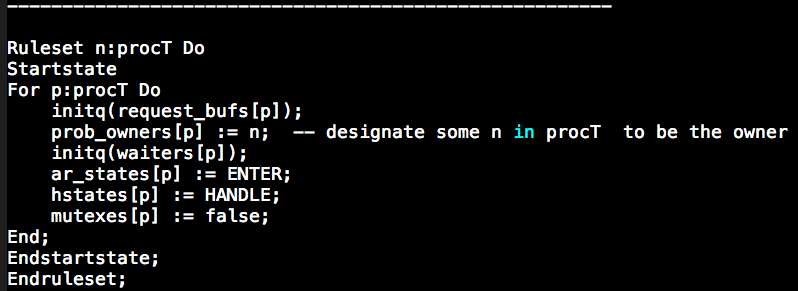 --------------------------------------------------------

Ruleset n:procT Do
Startstate
For p:procT Do
    initq(request_bufs[p]);
    prob_owners[p] := n;  -- designate some n in procT  to be the owner
    initq(waiters[p]);
    ar_states[p] := ENTER;
    hstates[p] := HANDLE;
    mutexes[p] := false;
End;
Endstartstate;
Endruleset;